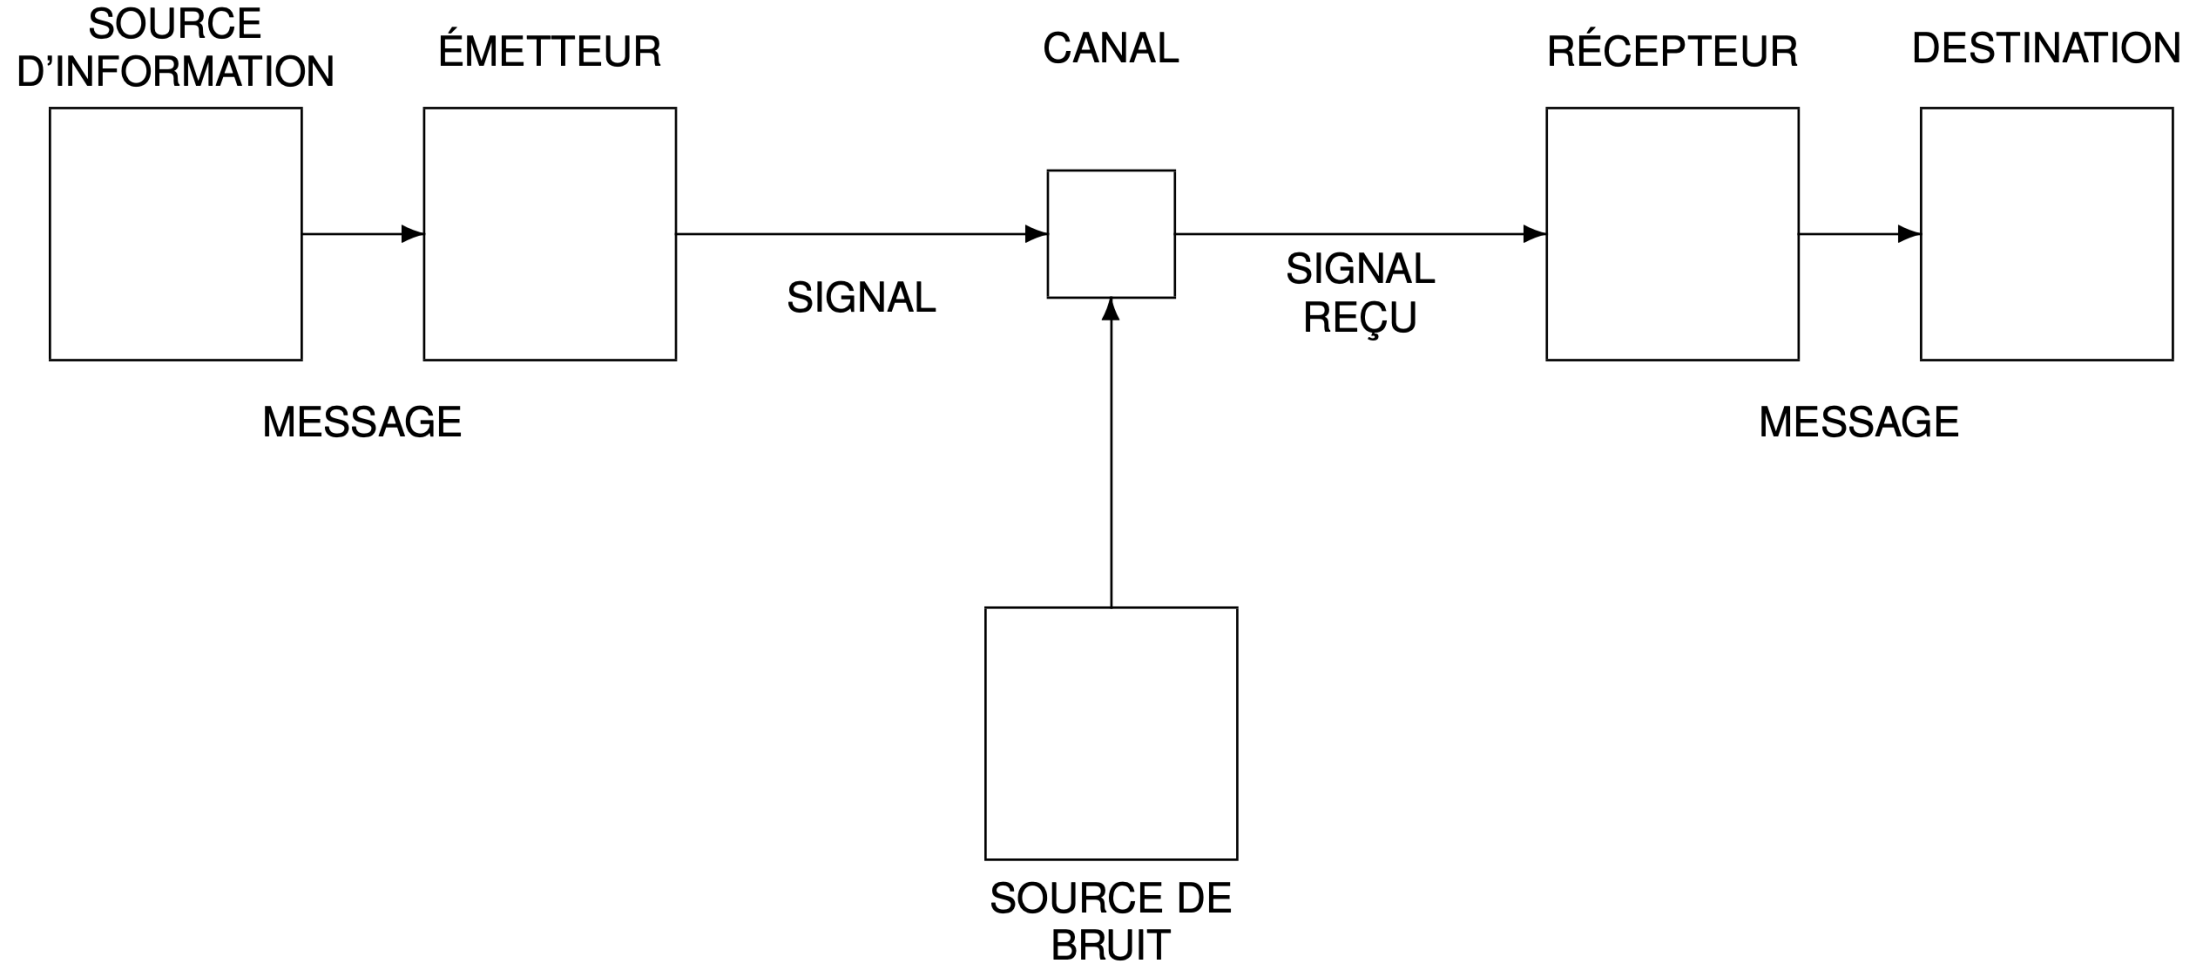 SOURCE
D’INFORMATION
ÉMETTEUR
CANAL
RÉCEPTEUR
DESTINATION
SIGNAL
SIGNAL
REÇU
MESSAGE
MESSAGE
SOURCE DE
BRUIT